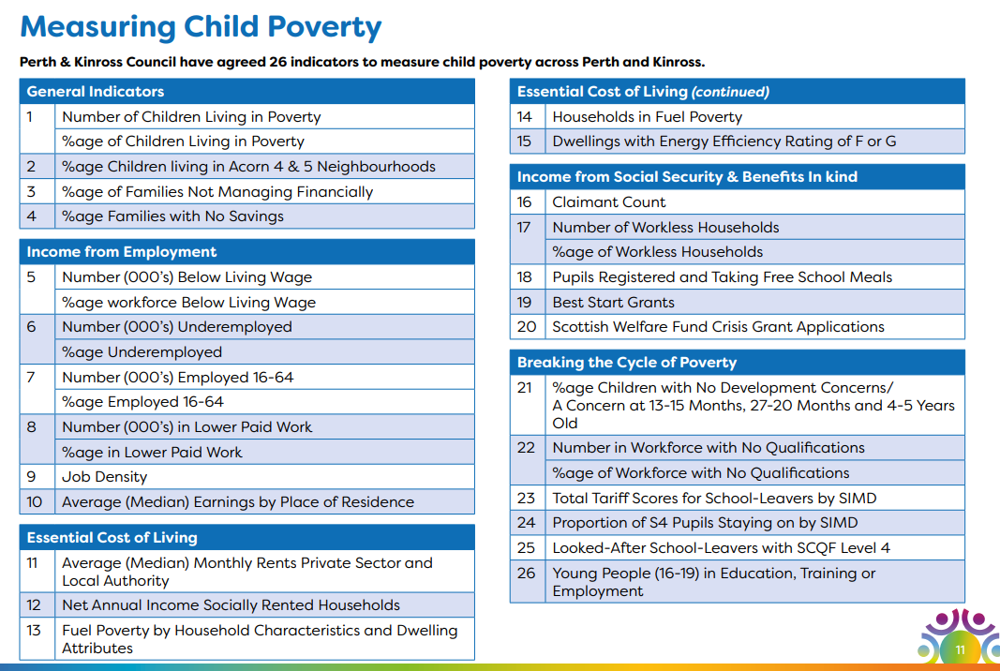 Measuring Child Poverty
Perth & Kinross Council have agreed 26 indicators to measure child poverty across Perth and Kinross.
General Indicators
1 Number of Children Living in Poverty
%age of Children Living in Poverty
2 %age Children living in Acorn 4 & 5 Neighbourhoods
3 %age of Families Not Managing Financially
4 %age Families with No Savings
Income from Employment
5 Number (000’s) Below Living Wage
%age workforce Below Living Wage
6 Number (000’s) Underemployed
%age Underemployed
7 Number (000’s) Employed 16-64
%age Employed 16-64
8 Number (000’s) in Lower Paid Work
%age in Lower Paid Work
9 Job Density
10 Average (Median) Earnings by Place of Residence
Essential Cost of Living
11 Average (Median) Monthly Rents Private Sector and
Local Authority
12 Net Annual Income Socially Rented Households
13 Fuel Poverty by Household Characteristics and Dwelling
Attributes
Essential Cost of Living (continued)
14 Households in Fuel Poverty
15 Dwellings with Energy Efficiency Rating of F or G
Income from Social Security & Benefits In kind
16 Claimant Count
17 Number of Workless Households
%age of Workless Households
18 Pupils Registered and Taking Free School Meals
19 Best Start Grants
20 Scottish Welfare Fund Crisis Grant Applications
Breaking the Cycle of Poverty
21 %age Children with No Development Concerns/
A Concern at 13-15 Months, 27-20 Months and 4-5 Years
Old
22 Number in Workforce with No Qualifications
%age of Workforce with No Qualifications
23 Total Tariff Scores for School-Leavers by SIMD
24 Proportion of S4 Pupils Staying on by SIMD
25 Looked-After School-Leavers with SCQF Level 4
26 Young People (16-19) in Education, Training or
Employment
11